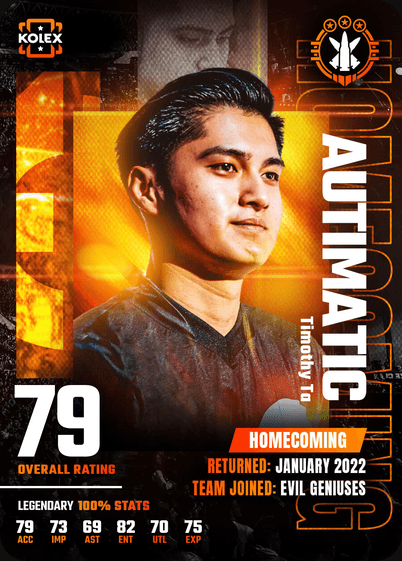 KOLEX
HOMECOMING
AUTIMATIC
Timothy Ta
79
OVERALL RATING
HOMECOMING
RETURNED: JANUARY 2022
TEAM JOINED: EVIL GENIUSES
LEGENDARY 100% STATS
79 73 69 82 70 75
ACC IMP AST ENT UTL EXP